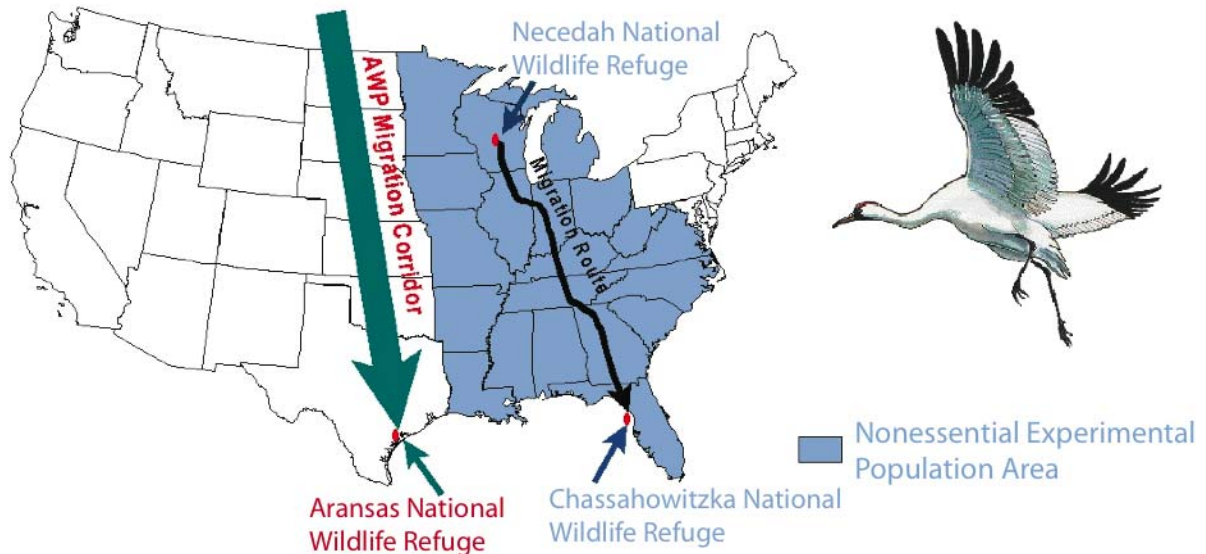 Necedah National
Wildlife Refuge
AWP Migration Corridor
Migration Route
Nonessential Experimental
Population Area
Aransas National
Wildlife Refuge
Chassahowitzka National
Wildlife Refuge